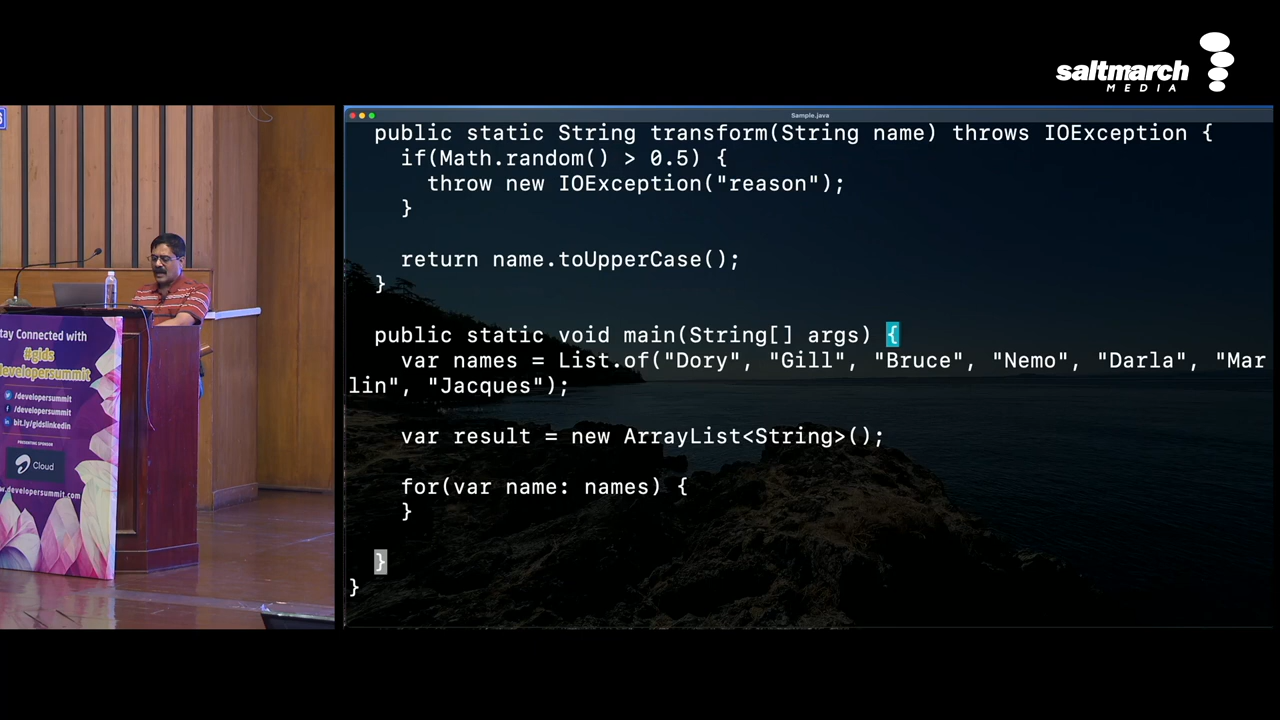 saltmarch
MEDIA
Sample.java
public static String transform(String name) throws IOException {
if(Math.random() > 0.5) {
throw new IOException("reason");
}
return name.toUpperCase();
}
public static void main(String[] args) {
var names = List.of("Dory", "Gill", "Bruce", "Nemo", "Darla", "Mar
lin", "Jacques");
var result = new ArrayList<String>();
for(var name: names) {
}
}
}
tay Connected with
#gids
developersummit
/developersummit
/developersummit
bit.ly/gidslinkedin
Cloud
w.developersummit.com